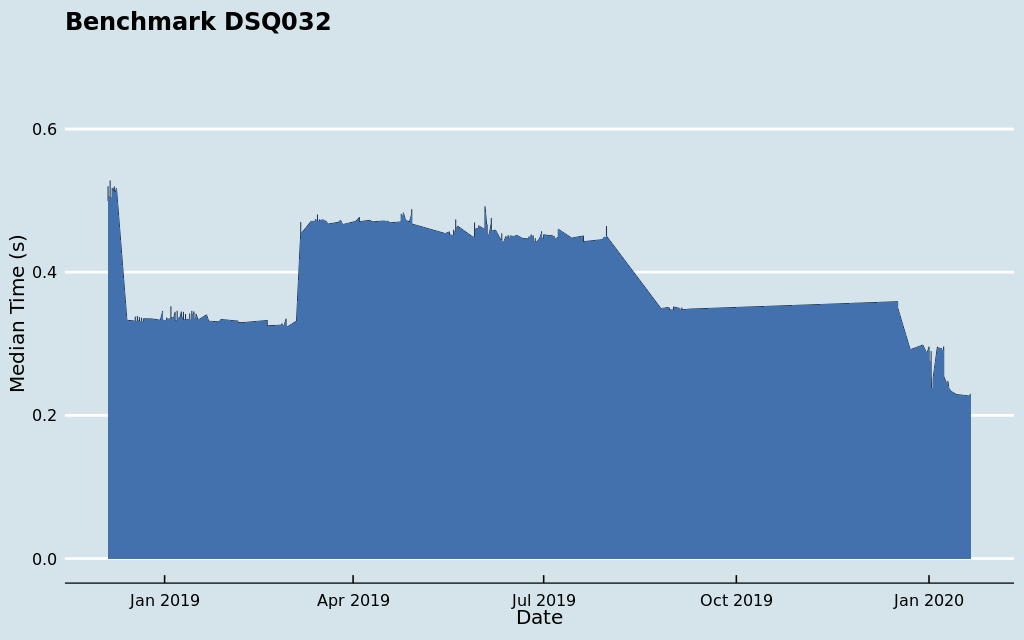 Benchmark DSQ032
Median Time (s)
0.6
0.4
0.2
0.0
Jan 2019
Apr 2019
Jul 2019
Oct 2019
Jan 2020
Date